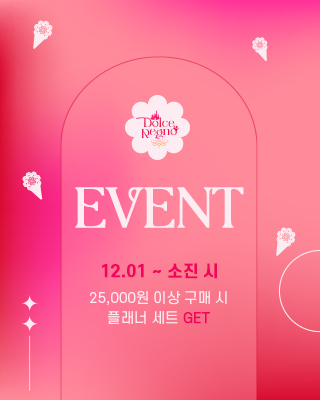 Dolce
Regno
EVENT
12.01 ~ 소진 시
25,000원 이상 구매 시
플래너 세트 GET